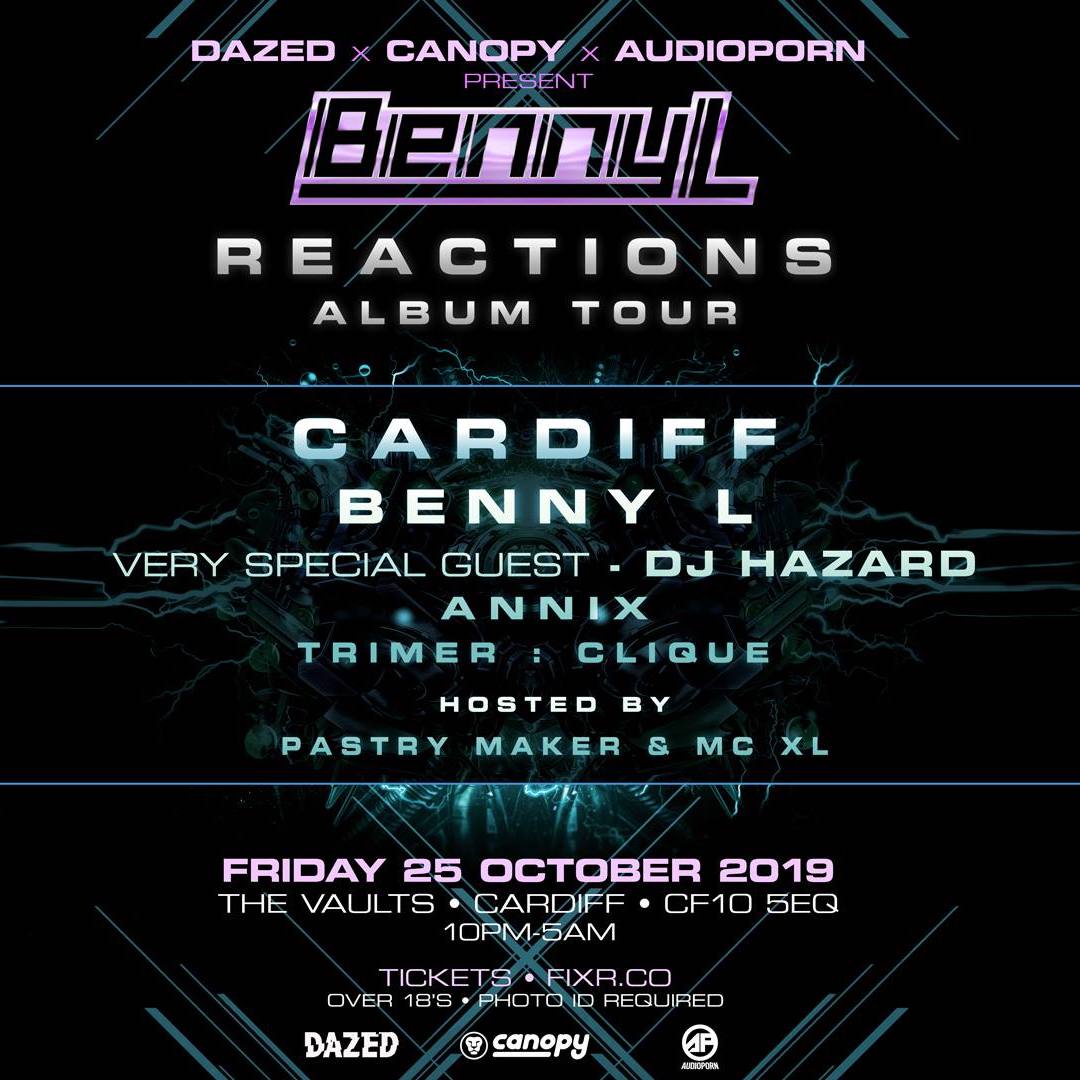 DAZED x CANOPY x AUDIOPORN
PRESENT
BennyL
REACTIONS
ALBUM TOUR
CARDIFF
BENNY L
VERY SPECIAL GUEST - DJ HAZARD
ANNIX
TRIMER : CLIQUE
HOSTED BY
PASTRY MAKER & MC XL
FRIDAY 25 OCTOBER 2019
THE VAULTS • CARDIFF • CF10 5EQ
10PM-5AM
TICKETS • FIXR.CO
OVER 18'S • PHOTO ID REQUIRED
DAZED canopy AP
AUDIOPORN